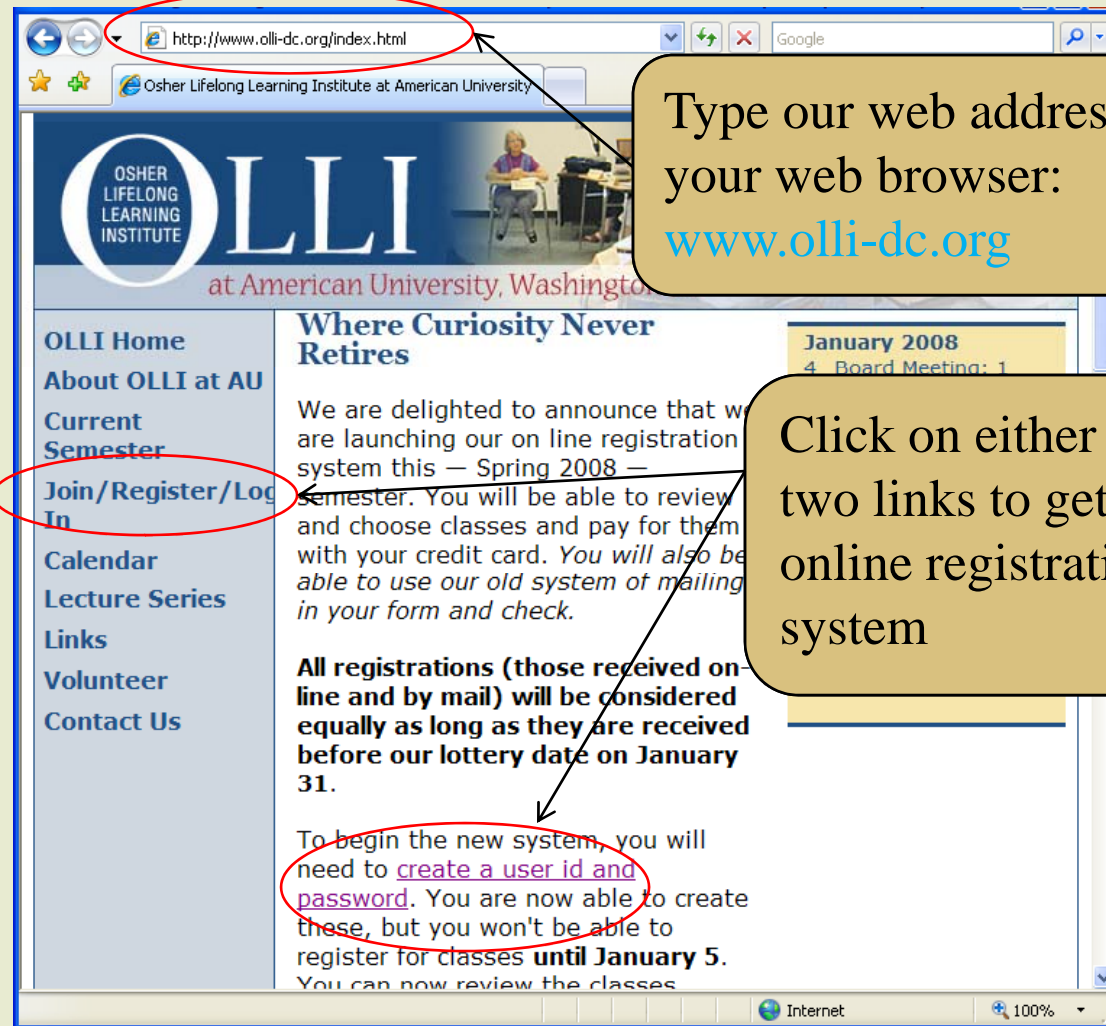 http://www.olli-dc.org/index.html
Google
Osher Lifelong Learning Institute at American University
OSHER
LIFELONG
LEARNING
INSTITUTE
OLLI
at American University, Washington
Type our web addres
your web browser:
www.olli-dc.org
OLLI Home
About OLLI at AU
Current
Semester
Join/Register/Log
In
Calendar
Lecture Series
Links
Volunteer
Contact Us
Where Curiosity Never
Retires
We are delighted to announce that we
are launching our on line registration
system this — Spring 2008 —
semester. You will be able to review
and choose classes and pay for them
with your credit card. You will also be
able to use our old system of mailing
in your form and check.
All registrations (those received on-
line and by mail) will be considered
equally as long as they are received
before our lottery date on January
31.
To begin the new system, you will
need to create a user id and
password. You are now able to create
these, but you won't be able to
register for classes until January 5.
You can now review the classes
January 2008
4 Board Meeting: 1
Click on either
two links to get
online registrati
system
Internet
100%